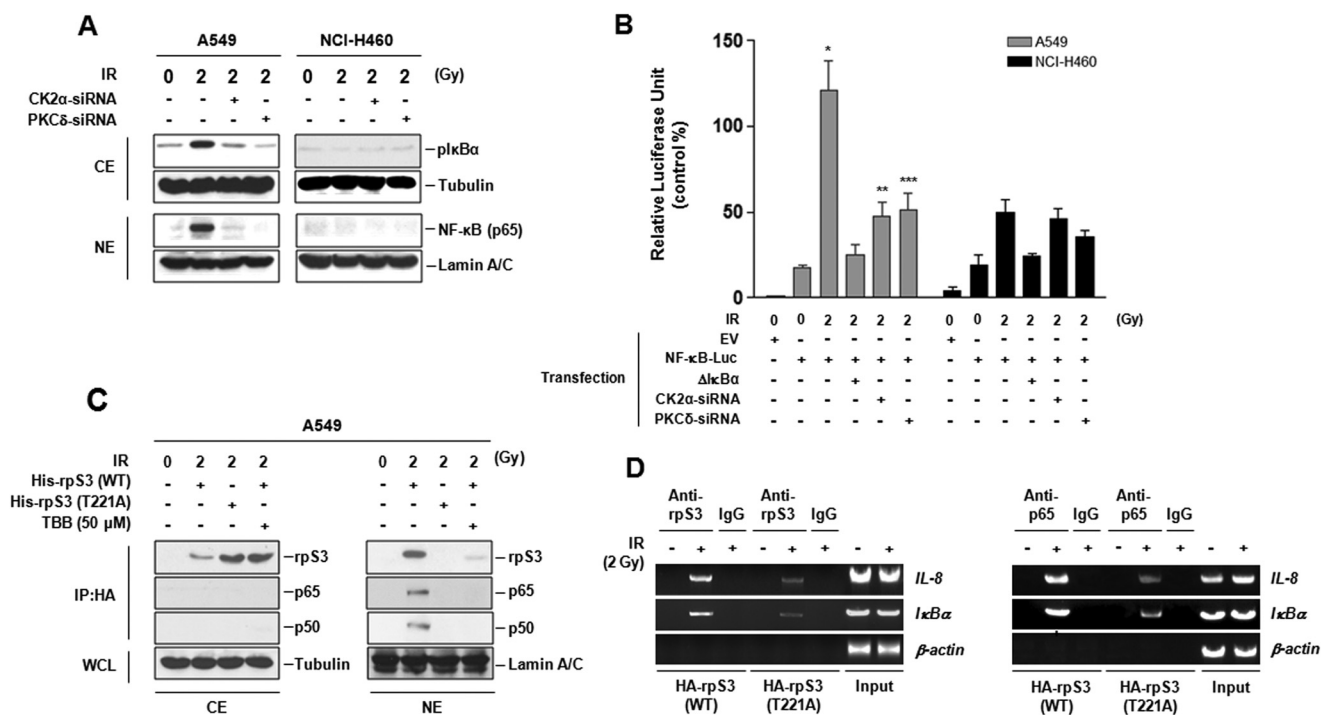 A
A549 NCI-H460
IR 0 2 2 2 0 2 2 2 (Gy)
CK2α-siRNA - - + - - - + -
PKCδ-siRNA - - - + - - - +
CE
pIκBα
Tubulin
NE
NF-κB (p65)
Lamin A/C
B
Relative Luciferase Unit
(control %)
150
100
50
0
A549
NCI-H460
*
**
***
IR 0 0 2 2 2 2 0 0 2 2 2 2 (Gy)
Transfection
EV + - - - - - + - - - - -
NF-κB-Luc - + + + + + - + + + + +
ΔIκBα - - - + - - - - - + - -
CK2α-siRNA - - - - + - - - - - + -
PKCδ-siRNA - - - - - + - - - - - +
C
A549
IR 0 2 2 2 0 2 2 2 (Gy)
His-rpS3 (WT) - + - + - + - +
His-rpS3 (T221A) - - + - - - + -
TBB (50 μM) - - - + - - - +
IP:HA
rpS3 rpS3
p65 p65
p50 p50
WCL
Tubulin Lamin A/C
CE NE
D
Anti-rpS3 IgG Anti-rpS3 IgG
Anti-p65 IgG Anti-p65 IgG
IR (2 Gy) - + + - + + - + - + + - + + - +
IL-8 IL-8
IκBα IκBα
β-actin β-actin
HA-rpS3 (WT) HA-rpS3 (T221A) Input
HA-rpS3 (WT) HA-rpS3 (T221A) Input